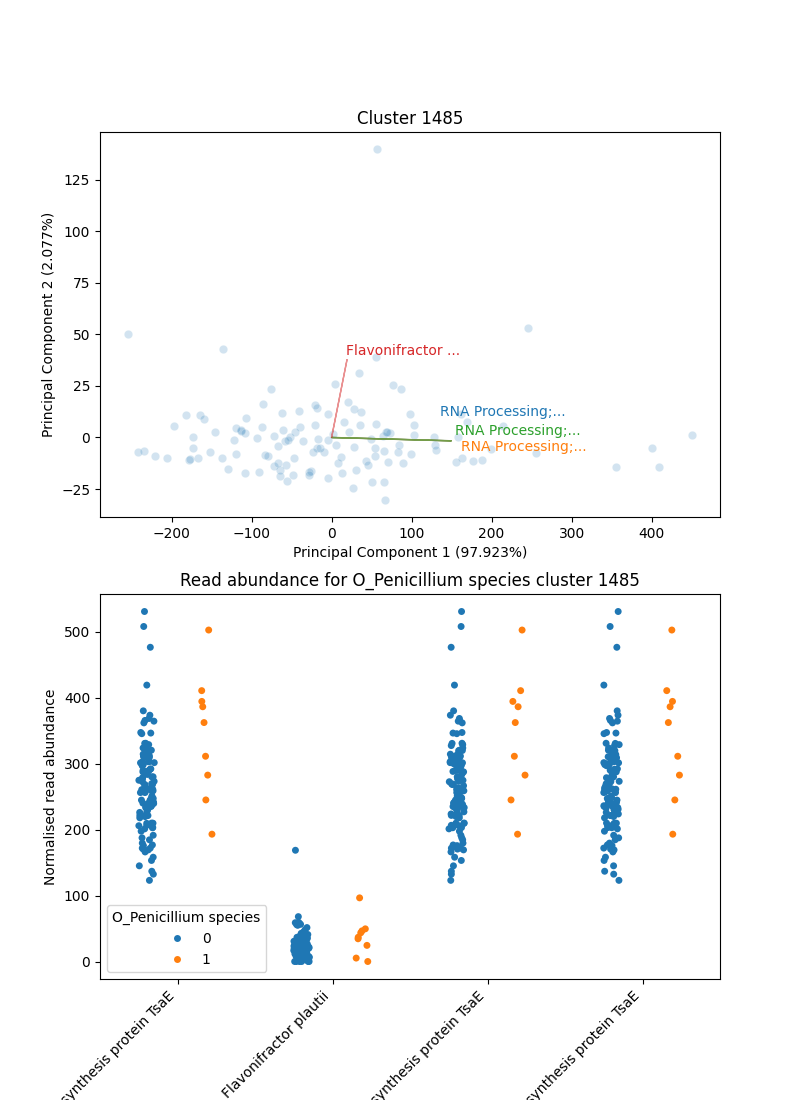 Cluster 1485
Principal Component 2 (2.077%)
125
100
75
50
25
0
−25
Flavonifractor ...
RNA Processing;...
RNA Processing;...
RNA Processing;...
−200
−100
0
100
200
300
400
Principal Component 1 (97.923%)
Read abundance for O_Penicillium species cluster 1485
Normalised read abundance
500
400
300
200
100
0
O_Penicillium species
0
1
synthesis protein TsaE
Flavonifractor plautii
synthesis protein TsaE
synthesis protein TsaE